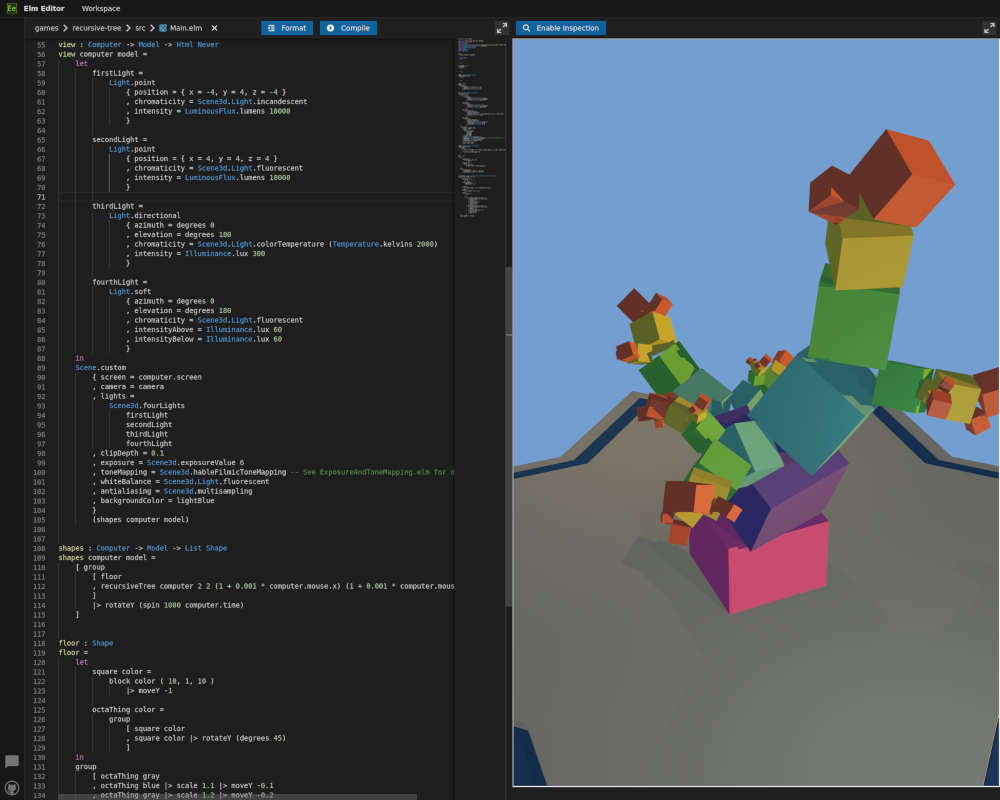 Ee Elm Editor Workspace
games recursive-tree src Main.elm Format Compile Enable Inspection
55 view : Computer -> Model -> Html Never
56 view computer model =
57 let
58 firstLight =
59 Light.point
60 { position = { x = -4, y = 4, z = -4 }
61 , chromaticity = Scene3d.Light.incandescent
62 , intensity = LuminousFlux.lumens 10000
63 }
64
65 secondLight =
66 Light.point
67 { position = { x = 4, y = 4, z = 4 }
68 , chromaticity = Scene3d.Light.fluorescent
69 , intensity = LuminousFlux.lumens 10000
70 }
71
72 thirdLight =
73 Light.directional
74 { azimuth = degrees 0
75 , elevation = degrees 180
76 , chromaticity = Scene3d.Light.colorTemperature (Temperature.kelvins 2000)
77 , intensity = Illuminance.lux 300
78 }
79
80 fourthLight =
81 Light.soft
82 { azimuth = degrees 0
83 , elevation = degrees 180
84 , chromaticity = Scene3d.Light.fluorescent
85 , intensityAbove = Illuminance.lux 60
86 , intensityBelow = Illuminance.lux 60
87 }
88 in
89 Scene.custom
90 { screen = computer.screen
91 , camera = camera
92 , lights =
93 Scene3d.fourLights
94 firstLight
95 secondLight
96 thirdLight
97 fourthLight
98 , clipDepth = 0.1
99 , exposure = Scene3d.exposureValue 6
100 , toneMapping = Scene3d.hableFilmicToneMapping -- See ExposureAndToneMapping.elm for d
101 , whiteBalance = Scene3d.Light.fluorescent
102 , antialiasing = Scene3d.multisampling
103 , backgroundColor = lightBlue
104 }
105 (shapes computer model)
106
107
108 shapes : Computer -> Model -> List Shape
109 shapes computer model =
110 [ group
111 [ floor
112 , recursiveTree computer 2 2 (1 + 0.001 * computer.mouse.x) (1 + 0.001 * computer.mous
113 ]
114 |> rotateY (spin 1000 computer.time)
115 ]
116
117
118 floor : Shape
119 floor =
120 let
121 square color =
122 block color ( 10, 1, 10 )
123 |> moveY -1
124
125 octaThing color =
126 group
127 [ square color
128 , square color |> rotateY (degrees 45)
129 ]
130 in
131 group
132 [ octaThing gray
133 , octaThing blue |> scale 1.1 |> moveY -0.1
134 , octaThing gray |> scale 1.2 |> moveY -0.2